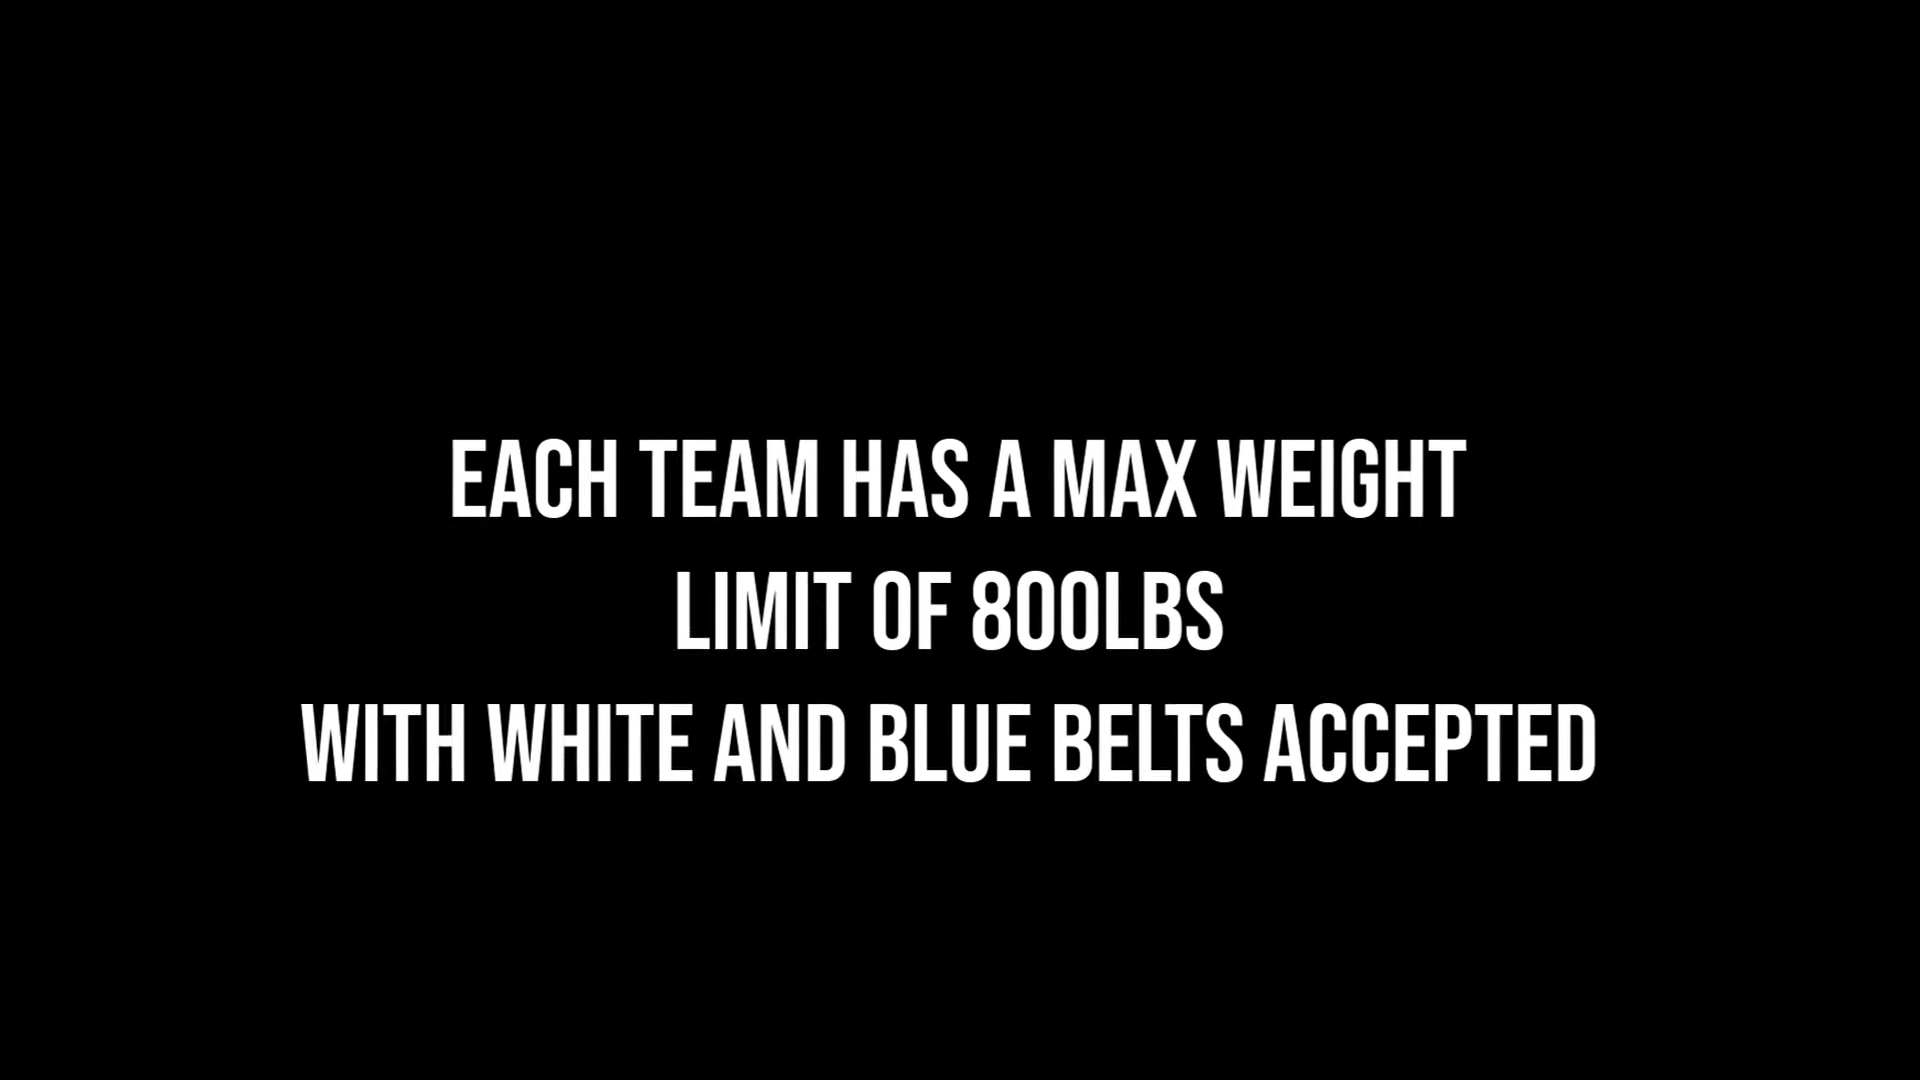 EACH TEAM HAS A MAX WEIGHT
LIMIT OF 800LBS
WITH WHITE AND BLUE BELTS ACCEPTED